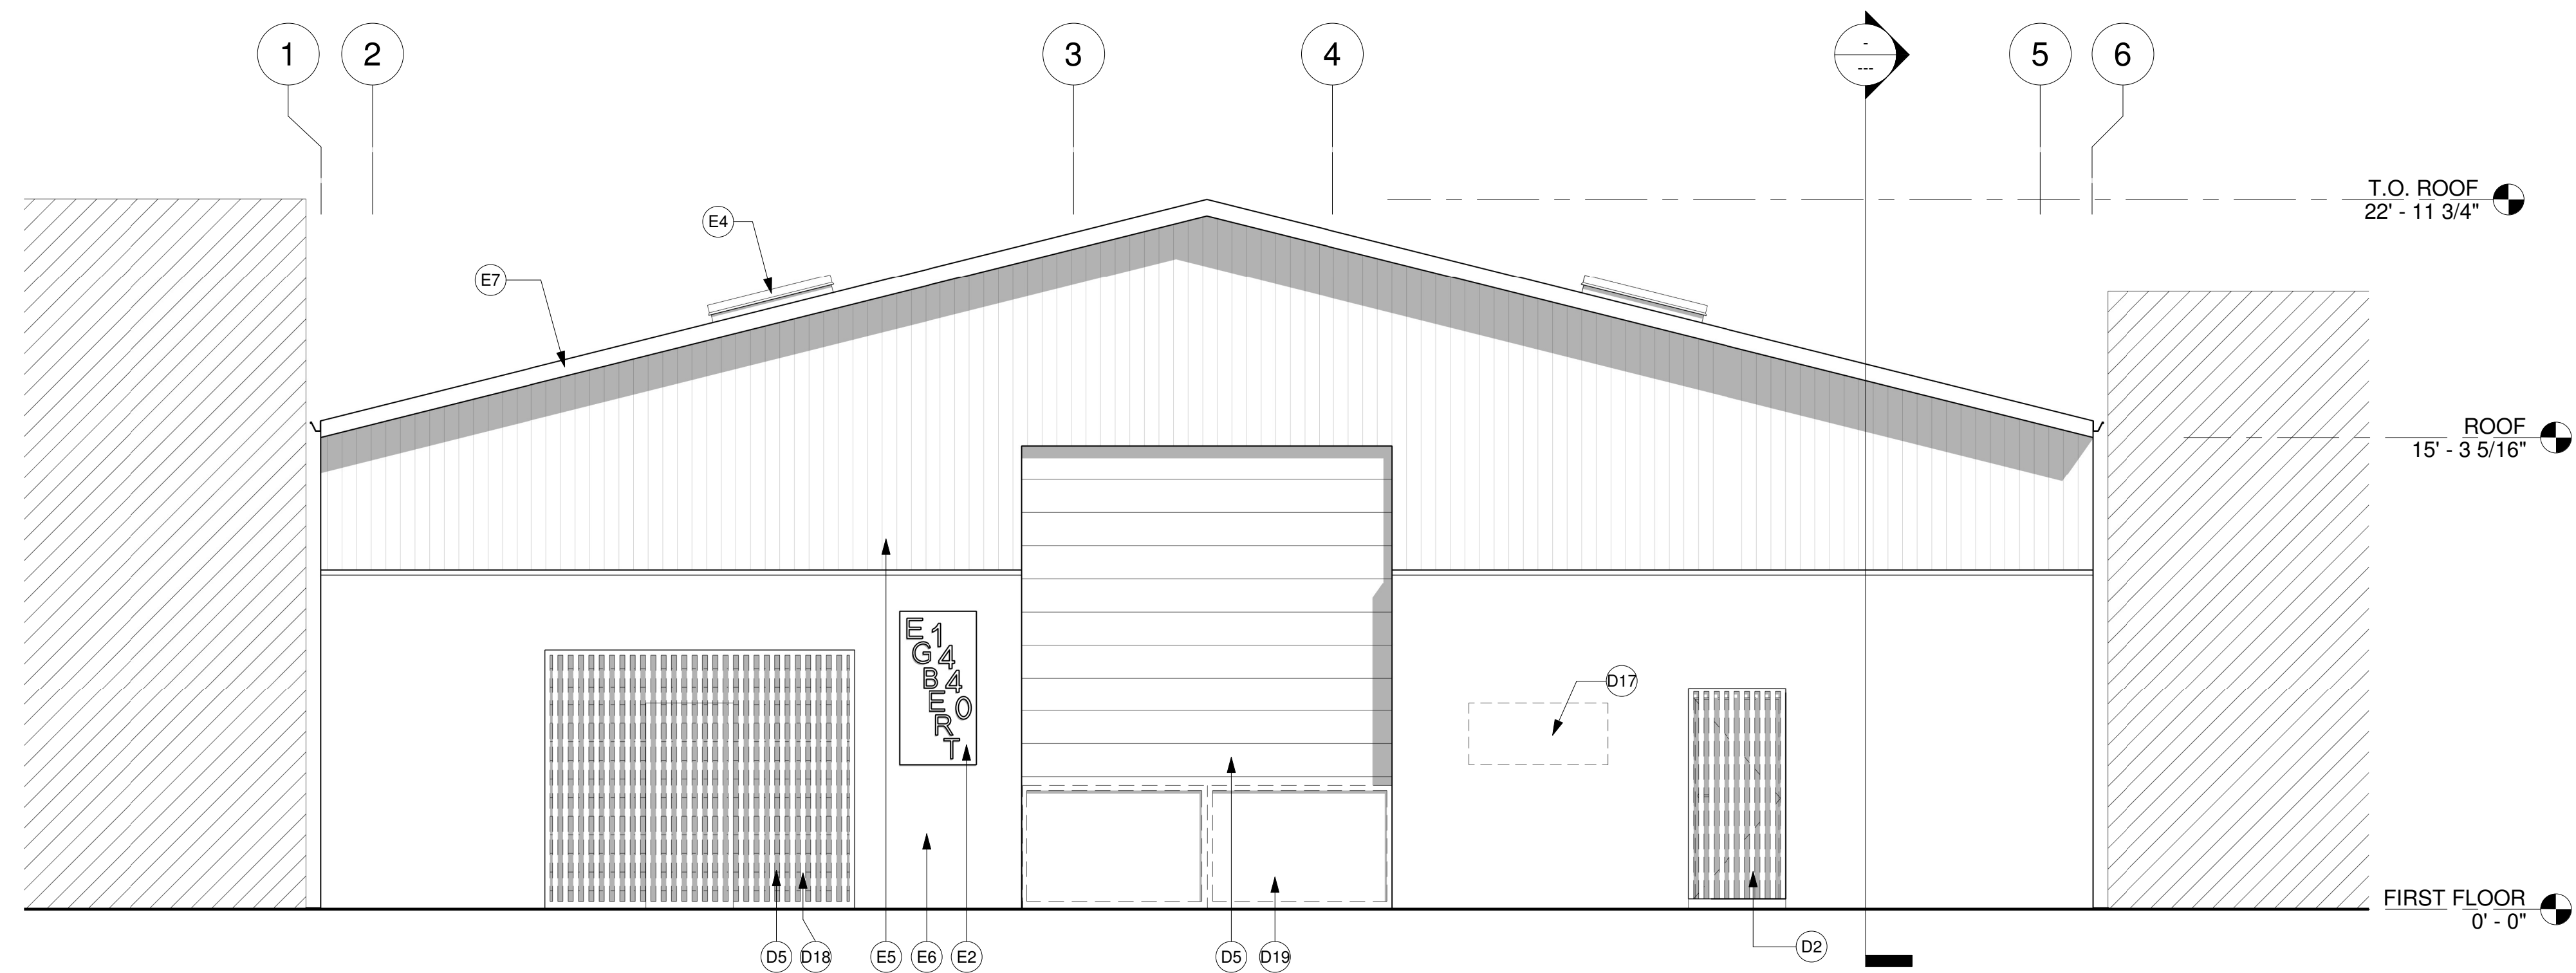 1
2
3
4
-
---
5
6
T.O. ROOF
22' - 11 3/4"
E4
E7
ROOF
15' - 3 5/16"
E 1
G 4
B 4
E 0
R
T
D17
FIRST FLOOR
0' - 0"
D5
D18
E5
E6
E2
D5
D19
D2